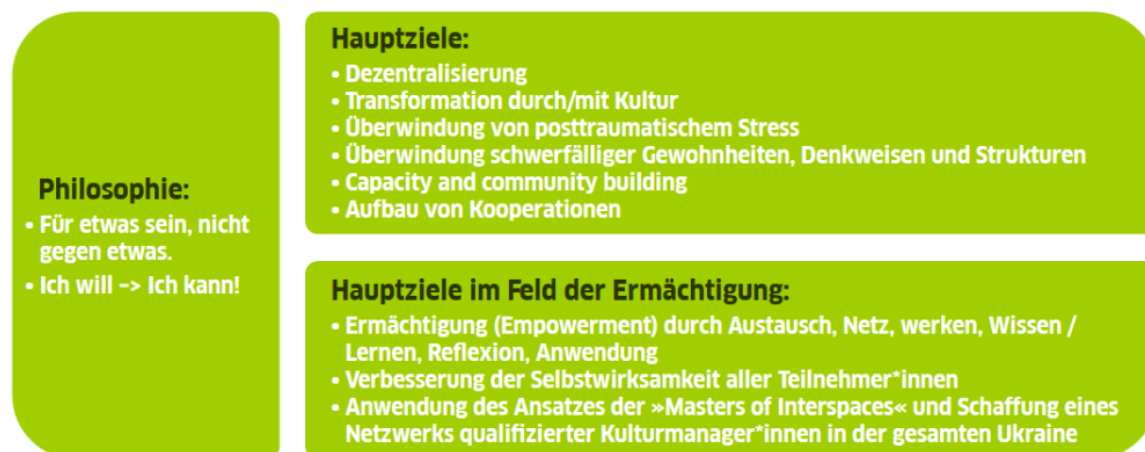 Philosophie:
• Für etwas sein, nicht
gegen etwas.
• Ich will –> Ich kann!
Hauptziele:
• Dezentralisierung
• Transformation durch/mit Kultur
• Überwindung von posttraumatischem Stress
• Überwindung schwerfälliger Gewohnheiten, Denkweisen und Strukturen
• Capacity and community building
• Aufbau von Kooperationen
Hauptziele im Feld der Ermächtigung:
• Ermächtigung (Empowerment) durch Austausch, Netz, werken, Wissen /
Lernen, Reflexion, Anwendung
• Verbesserung der Selbstwirksamkeit aller Teilnehmer*innen
• Anwendung des Ansatzes der »Masters of Interspaces« und Schaffung eines
Netzwerks qualifizierter Kulturmanager*innen in der gesamten Ukraine